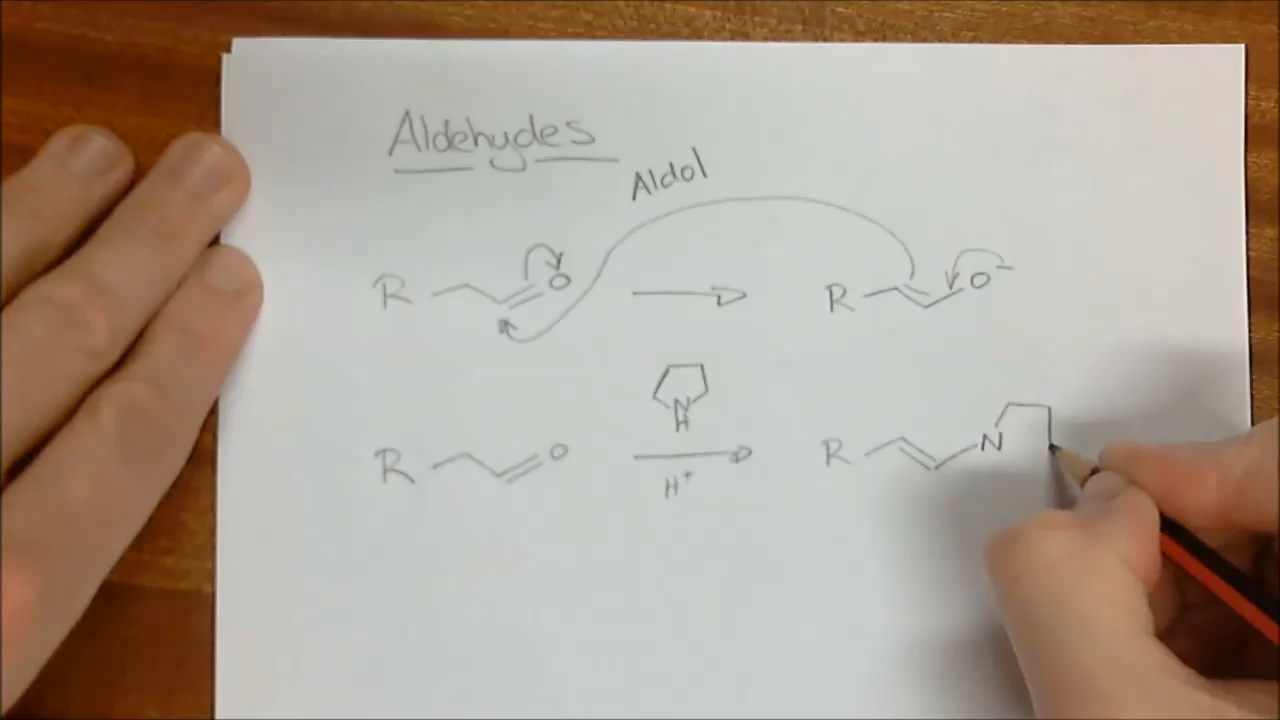 Aldehydes
Aldol
R O R O⁻
N
H
R O R N
H⁺